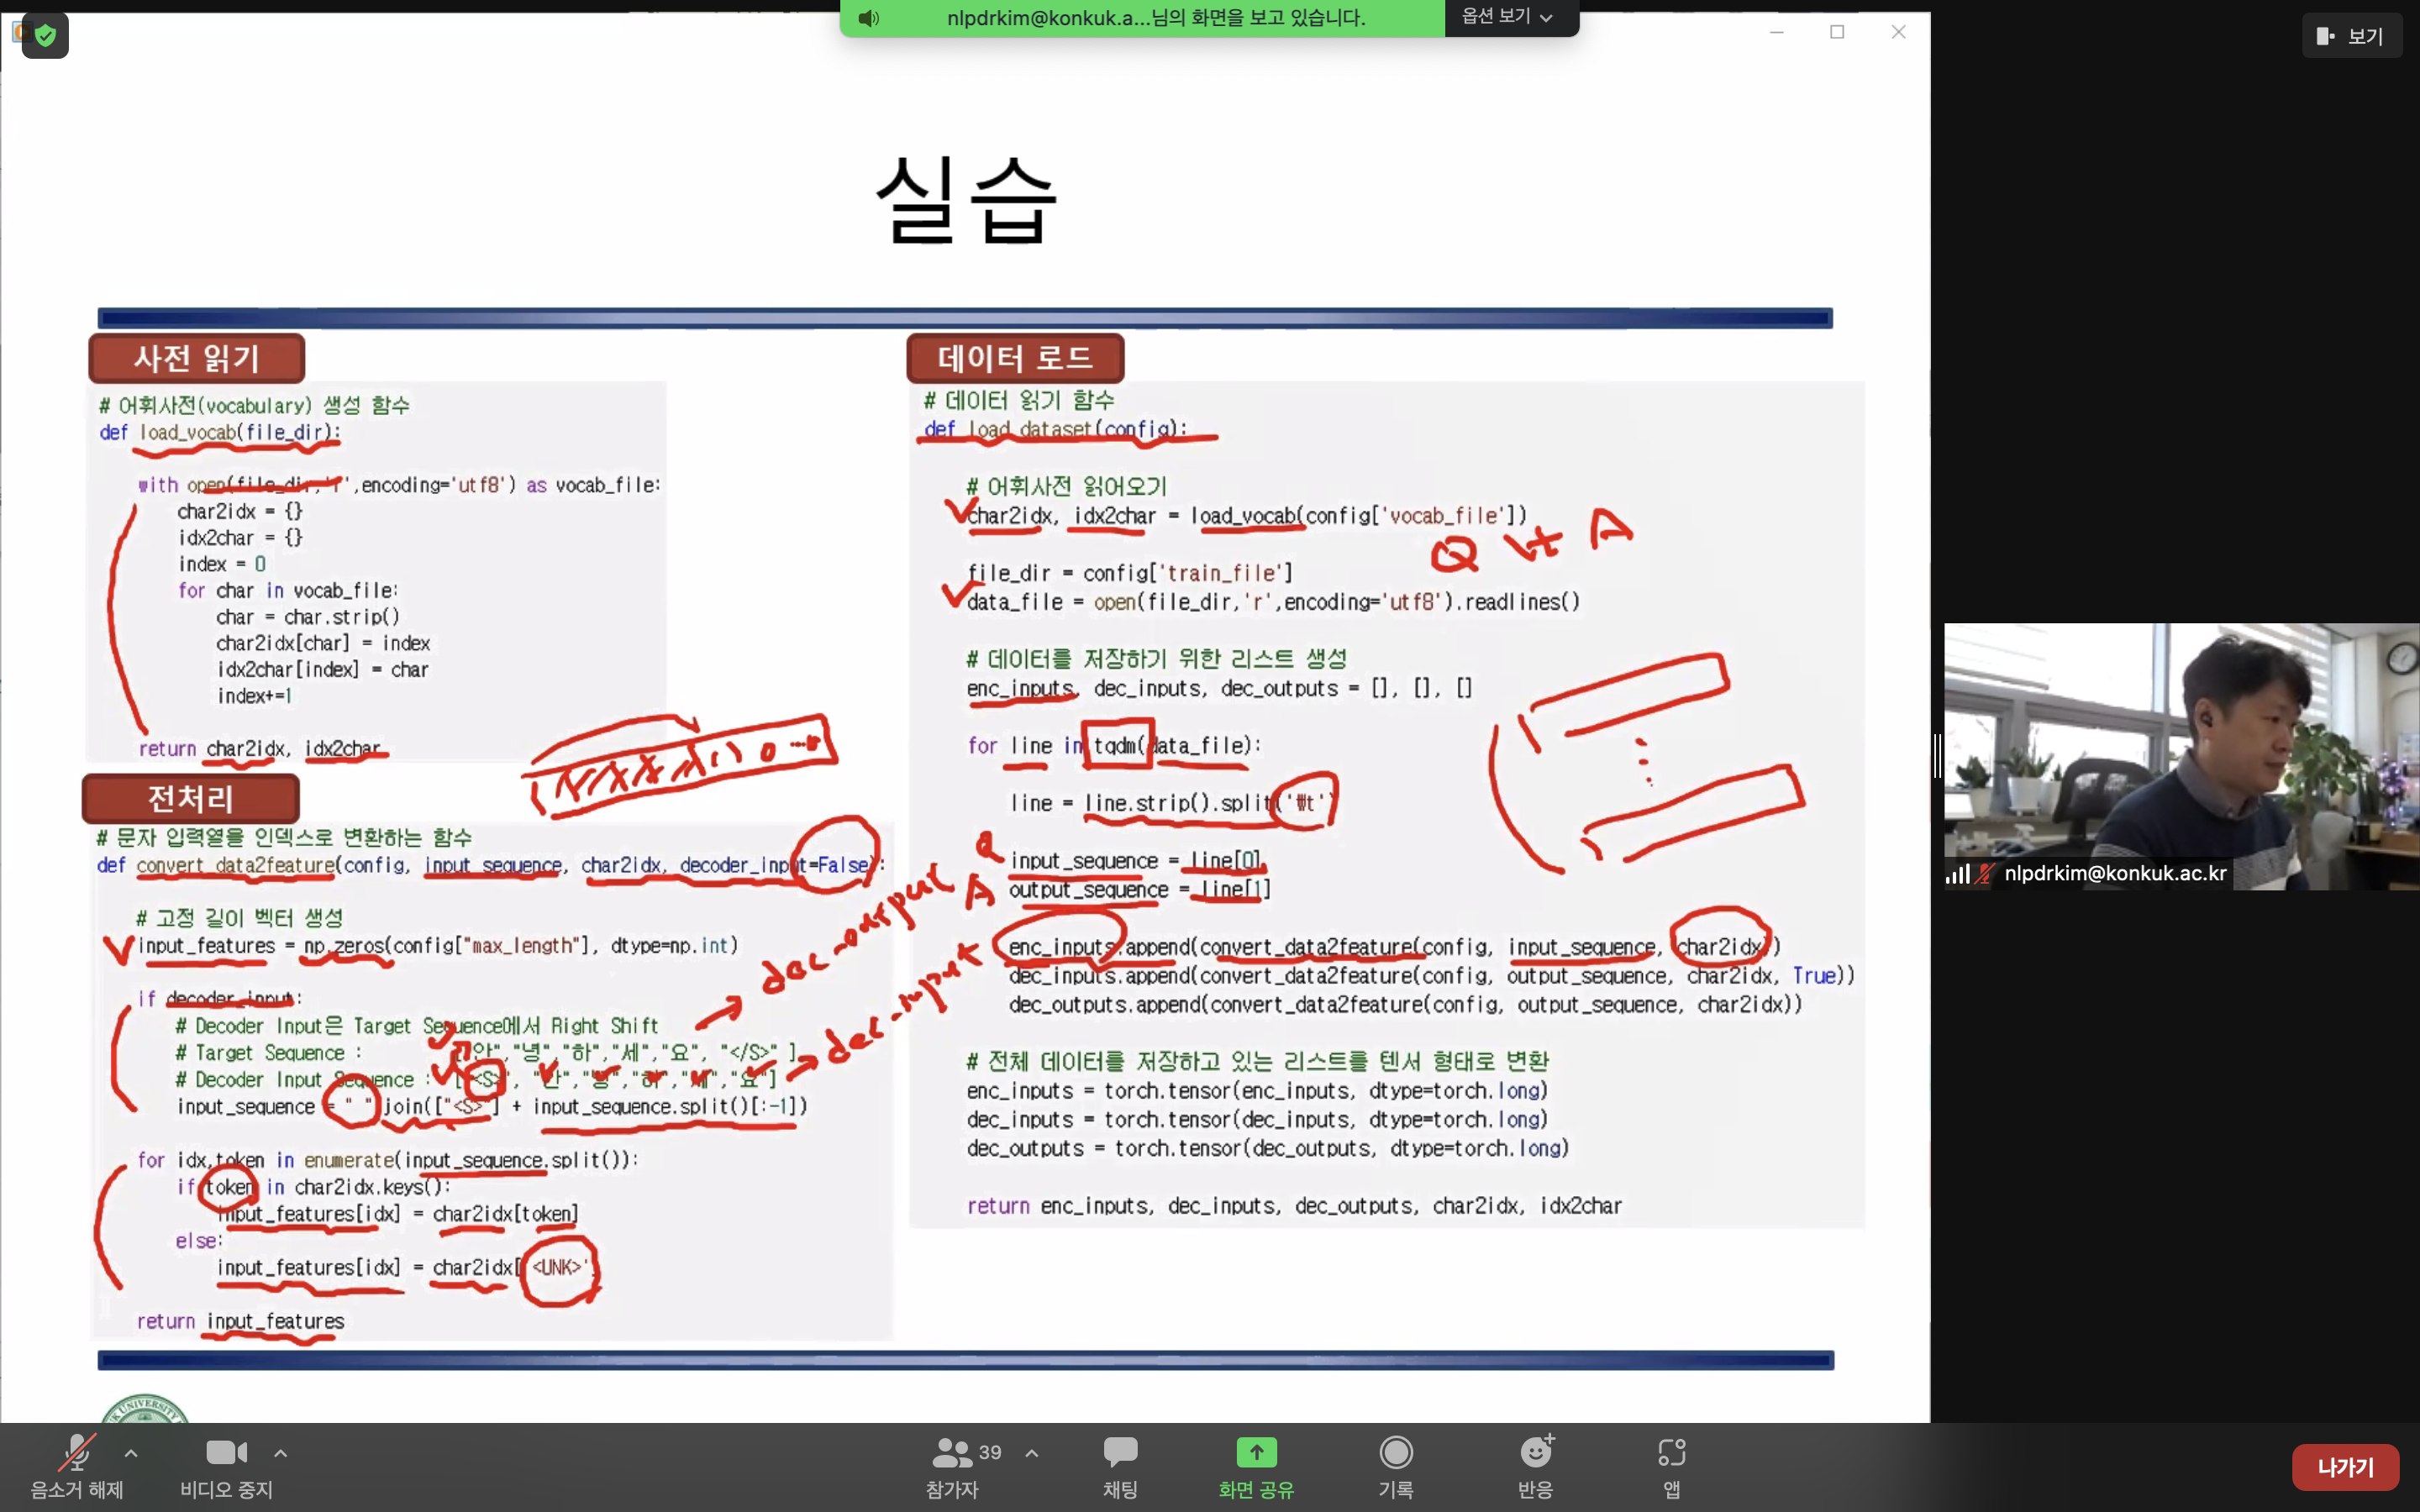 nlpdrkim@konkuk.a...님의 화면을 보고 있습니다.
옵션 보기
보기
실습
사전 읽기
# 어휘사전(vocabulary) 생성 함수
def load_vocab(file_dir):
with open(file_dir,'r',encoding='utf8') as vocab_file:
char2idx = {}
idx2char = {}
index = 0
for char in vocab_file:
char = char.strip()
char2idx[char] = index
idx2char[index] = char
index+=1
return char2idx, idx2char
전처리
# 문자 입력열을 인덱스로 변환하는 함수
def convert_data2feature(config, input_sequence, char2idx, decoder_input=False):
# 고정 길이 벡터 생성
input_features = np.zeros(config["max_length"], dtype=np.int)
if decoder_input:
# Decoder Input은 Target Sequence에서 Right Shift
# Target Sequence : ["안","녕","하","세","요", "</S>" ]
# Decoder Input Sequence : ["<S>", "안","녕","하","세","요"]
input_sequence = " ".join(["<S>"] + input_sequence.split()[:-1])
for idx,token in enumerate(input_sequence.split()):
if token in char2idx.keys():
input_features[idx] = char2idx[token]
else:
input_features[idx] = char2idx['<UNK>']
return input_features
dec-output
dec-input
데이터 로드
# 데이터 읽기 함수
def load_dataset(config):
# 어휘사전 읽어오기
char2idx, idx2char = load_vocab(config['vocab_file'])
Q \t A
file_dir = config['train_file']
data_file = open(file_dir,'r',encoding='utf8').readlines()
# 데이터를 저장하기 위한 리스트 생성
enc_inputs, dec_inputs, dec_outputs = [], [], []
for line in tqdm(data_file):
line = line.strip().split('₩t')
Q input_sequence = line[0]
A output_sequence = line[1]
enc_inputs.append(convert_data2feature(config, input_sequence, char2idx))
dec_inputs.append(convert_data2feature(config, output_sequence, char2idx, True))
dec_outputs.append(convert_data2feature(config, output_sequence, char2idx))
# 전체 데이터를 저장하고 있는 리스트를 텐서 형태로 변환
enc_inputs = torch.tensor(enc_inputs, dtype=torch.long)
dec_inputs = torch.tensor(dec_inputs, dtype=torch.long)
dec_outputs = torch.tensor(dec_outputs, dtype=torch.long)
return enc_inputs, dec_inputs, dec_outputs, char2idx, idx2char
nlpdrkim@konkuk.ac.kr
음소거 해제
비디오 중지
39
참가자
채팅
화면 공유
기록
반응
앱
나가기